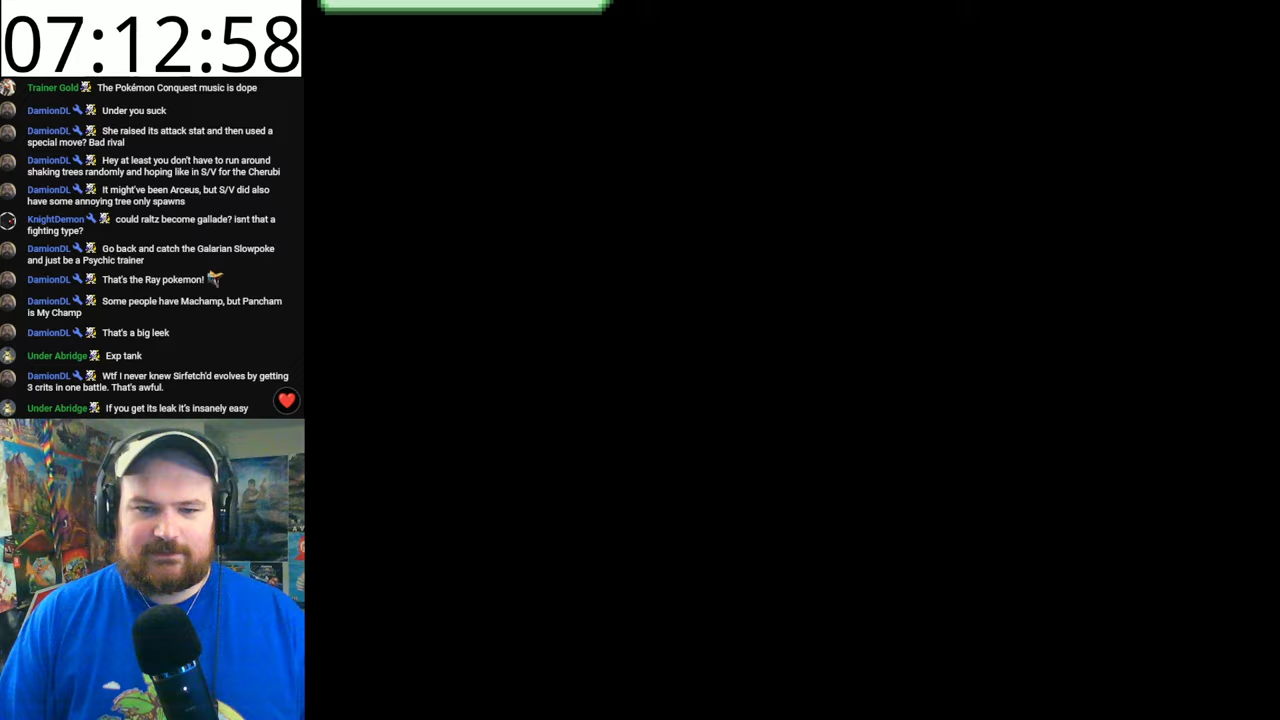 07:12:58
Trainer Gold The Pokémon Conquest music is dope
DamionDL Under you suck
DamionDL She raised its attack stat and then used a
special move? Bad rival
DamionDL Hey at least you don't have to run around
shaking trees randomly and hoping like in S/V for the Cherubi
DamionDL It might've been Arceus, but S/V did also
have some annoying tree only spawns
KnightDemon could raltz become gallade? isnt that a
fighting type?
DamionDL Go back and catch the Galarian Slowpoke
and just be a Psychic trainer
DamionDL That's the Ray pokemon!
DamionDL Some people have Machamp, but Pancham
is My Champ
DamionDL That's a big leek
Under Abridge Exp tank
DamionDL Wtf I never knew Sirfetch'd evolves by getting
3 crits in one battle. That's awful.
Under Abridge If you get its leak it's insanely easy